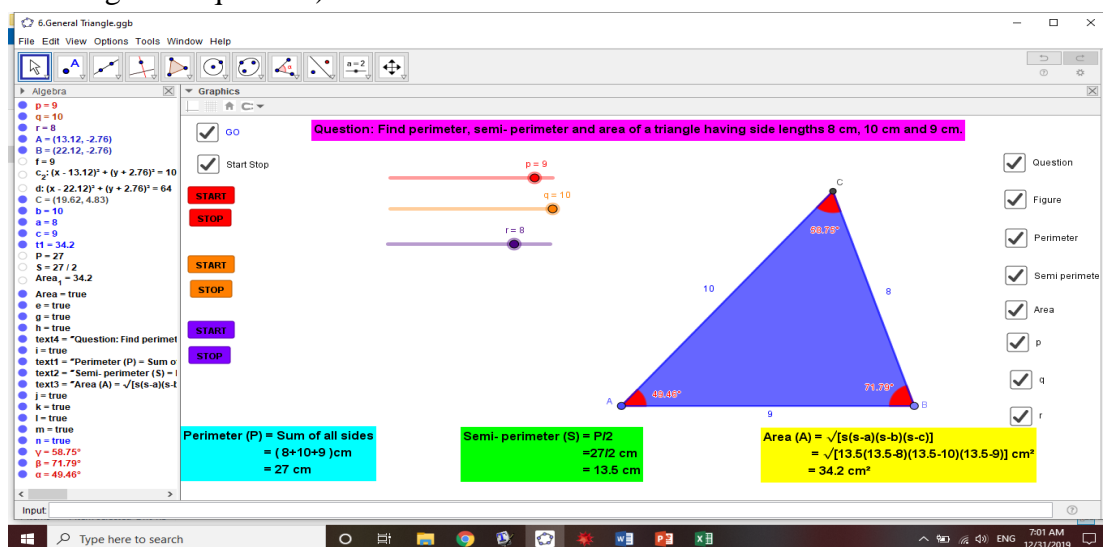 6.General Triangle.ggb
File Edit View Options Tools Window Help
A
a = 2
Algebra
Graphics
p = 9
q = 10
r = 8
A = (13.12, -2.76)
B = (22.12, -2.76)
f = 9
c₂: (x - 13.12)² + (y + 2.76)² = 10
d: (x - 22.12)² + (y + 2.76)² = 64
C = (19.62, 4.83)
b = 10
a = 8
c = 9
t1 = 34.2
P = 27
S = 27 / 2
Area₁ = 34.2
Area = true
e = true
g = true
h = true
text4 = "Question: Find perimet
i = true
text1 = "Perimeter (P) = Sum o
text2 = "Semi- perimeter (S) =
text3 = "Area (A) = √[s(s-a)(s-
j = true
k = true
l = true
m = true
n = true
γ = 58.75°
β = 71.79°
α = 49.46°
GO
Start Stop
START
STOP
START
STOP
START
STOP
Question: Find perimeter, semi- perimeter and area of a triangle having side lengths 8 cm, 10 cm and 9 cm.
p = 9
q = 10
r = 8
C
58.75°
10
8
49.46°
71.79°
A
B
9
Question
Figure
Perimeter
Semi perimete
Area
p
q
r
Perimeter (P) = Sum of all sides
= ( 8+10+9 )cm
= 27 cm
Semi- perimeter (S) = P/2
=27/2 cm
= 13.5 cm
Area (A) = √[s(s-a)(s-b)(s-c)]
= √[13.5(13.5-8)(13.5-10)(13.5-9)] cm²
= 34.2 cm²
Input:
Type here to search
ENG
7:01 AM
12/31/2019